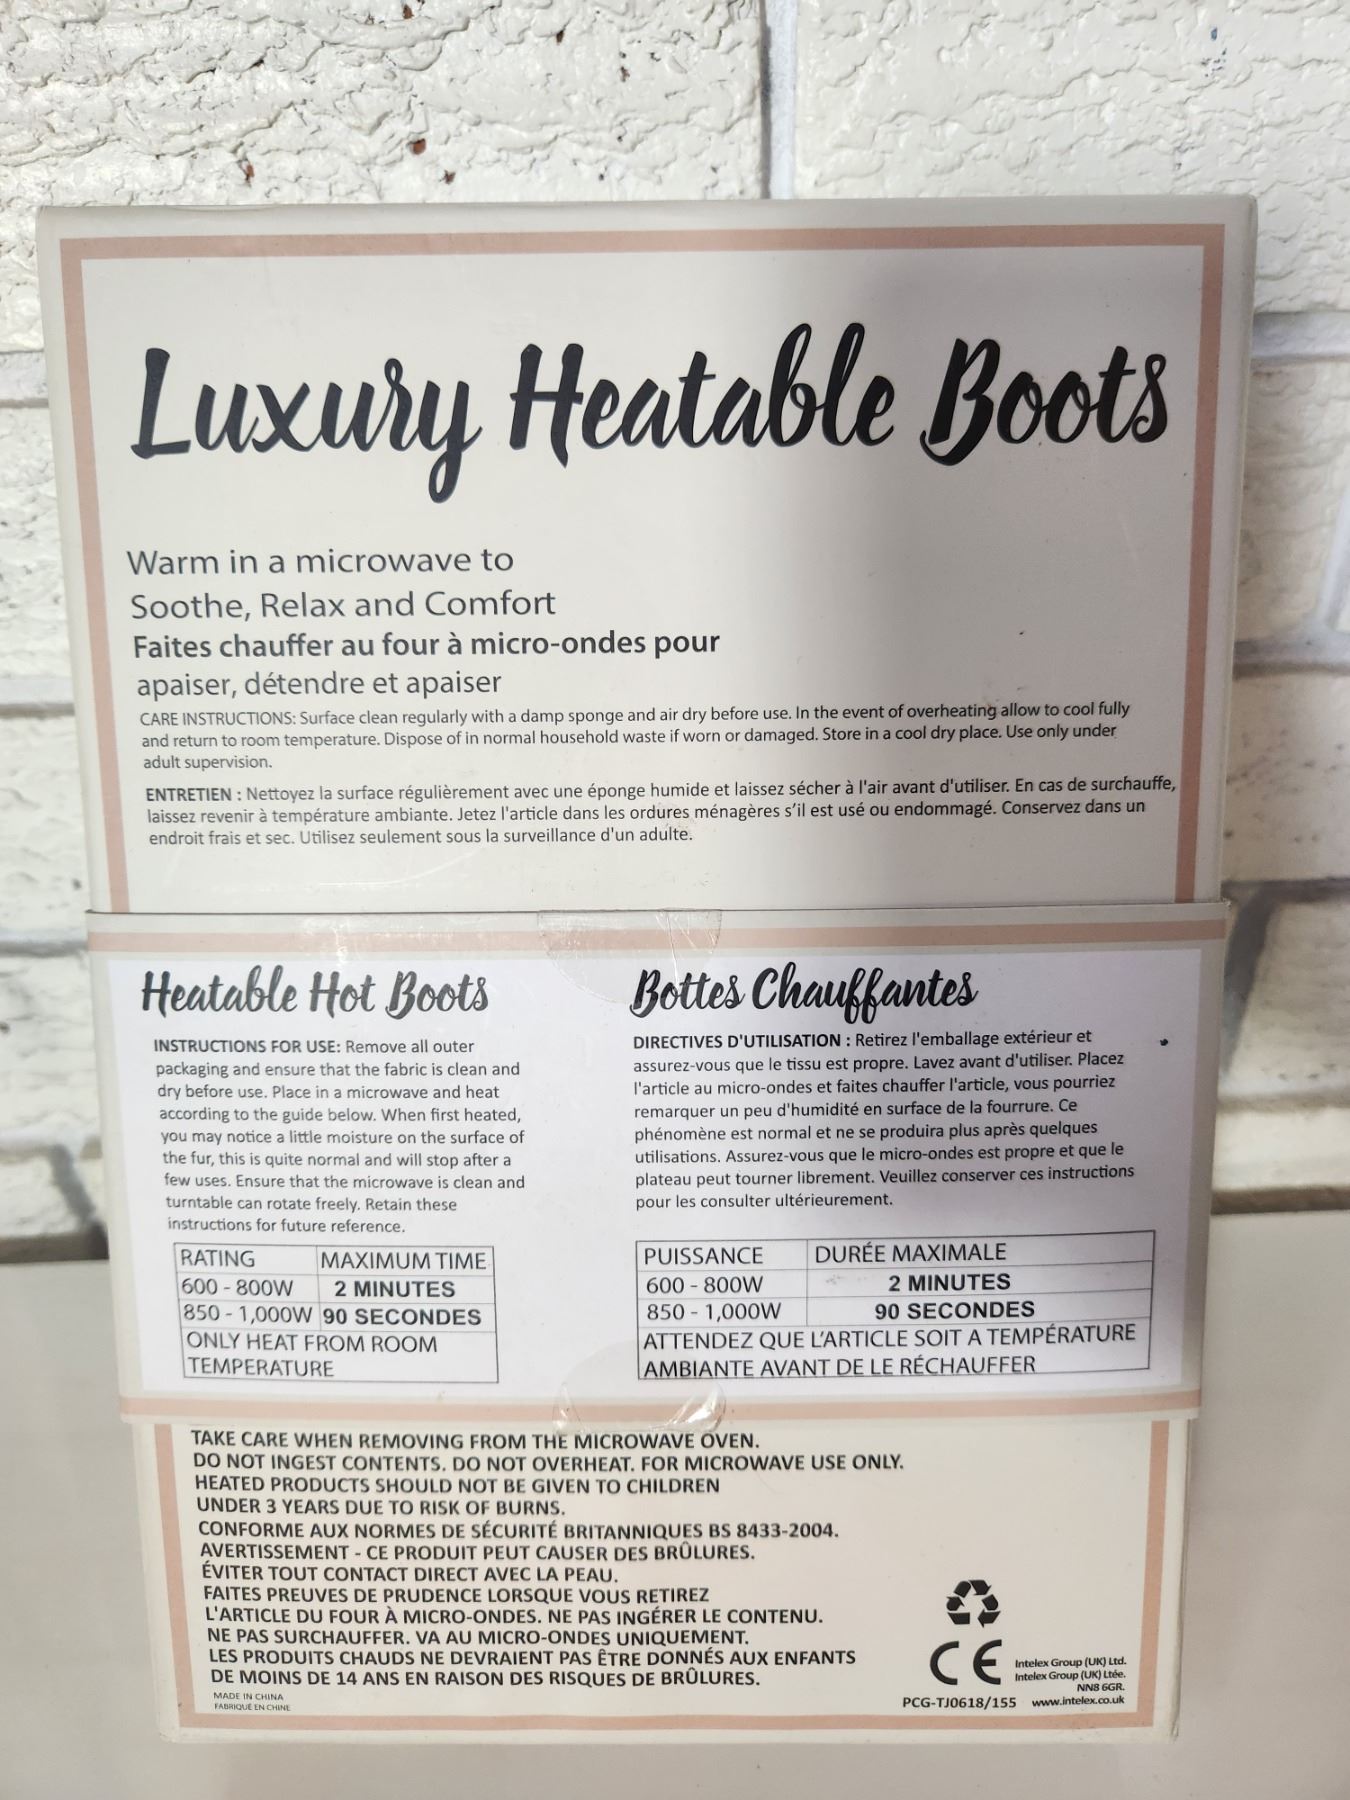 Luxury Heatable Boots
Warm in a microwave to
Soothe, Relax and Comfort
Faites chauffer au four à micro-ondes pour
apaiser, détendre et apaiser
CARE INSTRUCTIONS: Surface clean regularly with a damp sponge and air dry before use. In the event of overheating allow to cool fully
and return to room temperature. Dispose of in normal household waste if worn or damaged. Store in a cool dry place. Use only under
adult supervision.
ENTRETIEN : Nettoyez la surface régulièrement avec une éponge humide et laissez sécher à l'air avant d'utiliser. En cas de surchauffe,
laissez revenir à température ambiante. Jetez l'article dans les ordures ménagères s'il est usé ou endommagé. Conservez dans un
endroit frais et sec. Utilisez seulement sous la surveillance d'un adulte.
Heatable Hot Boots
INSTRUCTIONS FOR USE: Remove all outer
packaging and ensure that the fabric is clean and
dry before use. Place in a microwave and heat
according to the guide below. When first heated,
you may notice a little moisture on the surface of
the fur, this is quite normal and will stop after a
few uses. Ensure that the microwave is clean and
turntable can rotate freely. Retain these
instructions for future reference.
RATING MAXIMUM TIME
600 - 800W 2 MINUTES
850 - 1,000W 90 SECONDES
ONLY HEAT FROM ROOM
TEMPERATURE
Bottes Chauffantes
DIRECTIVES D'UTILISATION : Retirez l'emballage extérieur et
assurez-vous que le tissu est propre. Lavez avant d'utiliser. Placez
l'article au micro-ondes et faites chauffer l'article, vous pourriez
remarquer un peu d'humidité en surface de la fourrure. Ce
phénomène est normal et ne se produira plus après quelques
utilisations. Assurez-vous que le micro-ondes est propre et que le
plateau peut tourner librement. Veuillez conserver ces instructions
pour les consulter ultérieurement.
PUISSANCE DURÉE MAXIMALE
600 - 800W 2 MINUTES
850 - 1,000W 90 SECONDES
ATTENDEZ QUE L'ARTICLE SOIT A TEMPÉRATURE
AMBIANTE AVANT DE LE RÉCHAUFFER
TAKE CARE WHEN REMOVING FROM THE MICROWAVE OVEN.
DO NOT INGEST CONTENTS. DO NOT OVERHEAT. FOR MICROWAVE USE ONLY.
HEATED PRODUCTS SHOULD NOT BE GIVEN TO CHILDREN
UNDER 3 YEARS DUE TO RISK OF BURNS.
CONFORME AUX NORMES DE SÉCURITÉ BRITANNIQUES BS 8433-2004.
AVERTISSEMENT - CE PRODUIT PEUT CAUSER DES BRÛLURES.
ÉVITER TOUT CONTACT DIRECT AVEC LA PEAU.
FAITES PREUVES DE PRUDENCE LORSQUE VOUS RETIREZ
L'ARTICLE DU FOUR À MICRO-ONDES. NE PAS INGÉRER LE CONTENU.
NE PAS SURCHAUFFER. VA AU MICRO-ONDES UNIQUEMENT.
LES PRODUITS CHAUDS NE DEVRAIENT PAS ÊTRE DONNÉS AUX ENFANTS
DE MOINS DE 14 ANS EN RAISON DES RISQUES DE BRÛLURES.
MADE IN CHINA
FABRIQUÉ EN CHINE
CE
Intelex Group (UK) Ltd.
Intelex Group (UK) Ltée.
NN8 6GR.
PCG-TJ0618/155 www.intelex.co.uk